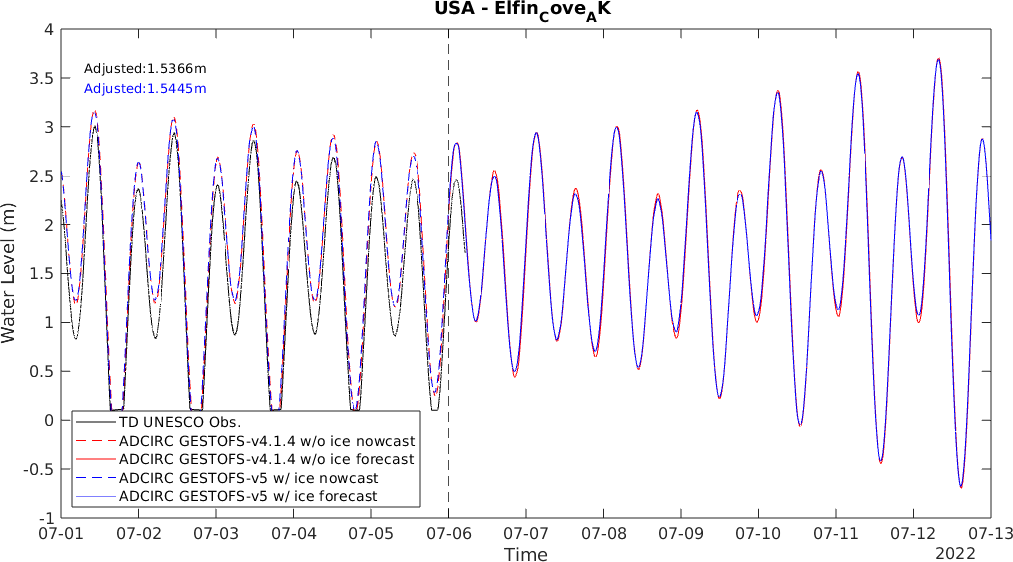 USA - Elfin_Cove_AK
4
3.5
3
2.5
2
1.5
1
0.5
0
-0.5
-1
Water Level (m)
Adjusted:1.5366m
Adjusted:1.5445m
TD UNESCO Obs.
ADCIRC GESTOFS-v4.1.4 w/o ice nowcast
ADCIRC GESTOFS-v4.1.4 w/o ice forecast
ADCIRC GESTOFS-v5 w/ ice nowcast
ADCIRC GESTOFS-v5 w/ ice forecast
07-01 07-02 07-03 07-04 07-05 07-06 07-07 07-08 07-09 07-10 07-11 07-12 07-13
Time
2022